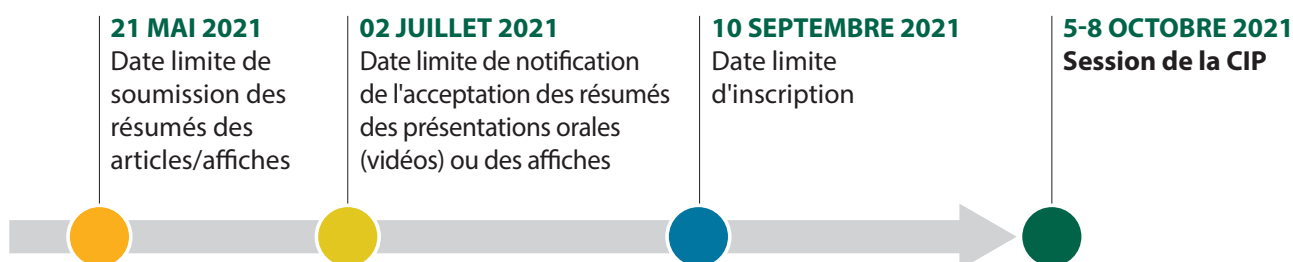 21 MAI 2021
Date limite de
soumission des
résumés des
articles/affiches
02 JUILLET 2021
Date limite de notification
de l'acceptation des résumés
des présentations orales
(vidéos) ou des affiches
10 SEPTEMBRE 2021
Date limite
d'inscription
5-8 OCTOBRE 2021
Session de la CIP